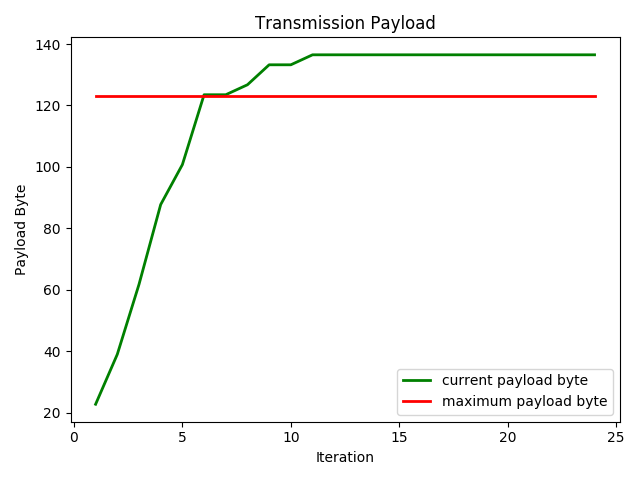 Transmission Payload
140
120
100
80
60
40
20
Payload Byte
0 5 10 15 20 25
Iteration
current payload byte
maximum payload byte